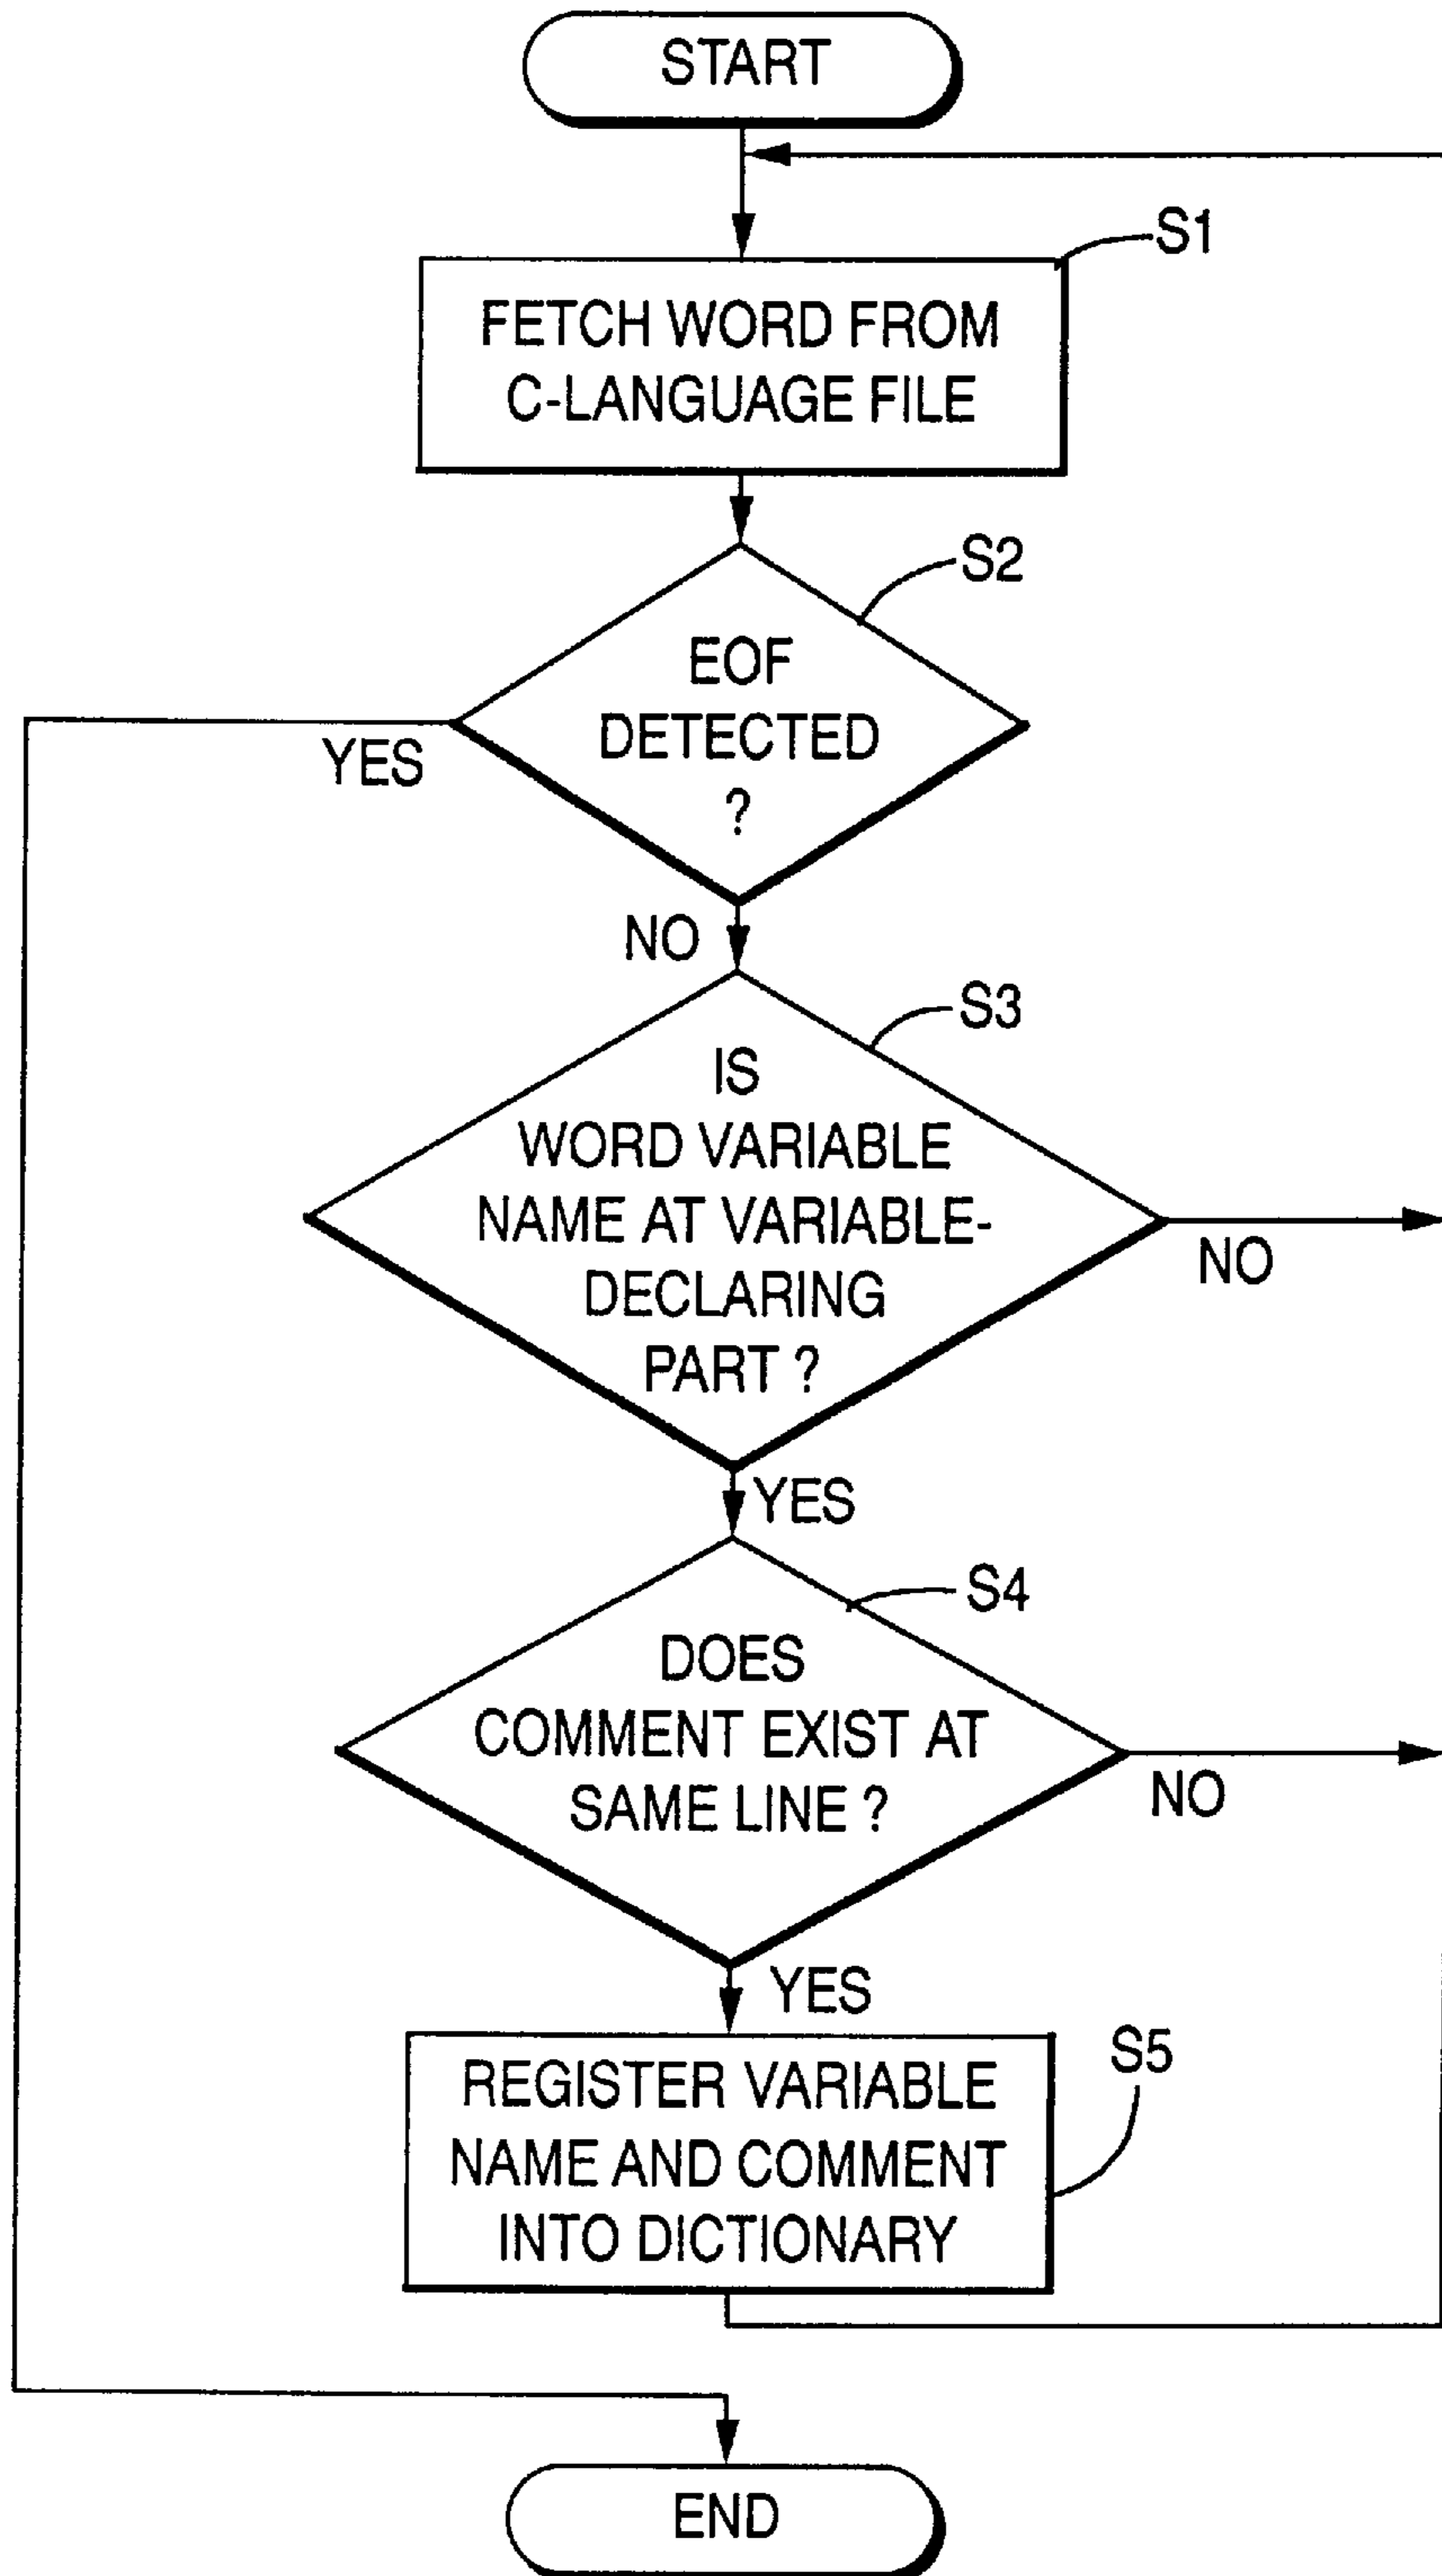 START
S1
FETCH WORD FROM
C-LANGUAGE FILE
S2
EOF
DETECTED
?
YES
NO
S3
IS
WORD VARIABLE
NAME AT VARIABLE-
DECLARING
PART ?
NO
YES
S4
DOES
COMMENT EXIST AT
SAME LINE ?
NO
YES
S5
REGISTER VARIABLE
NAME AND COMMENT
INTO DICTIONARY
END